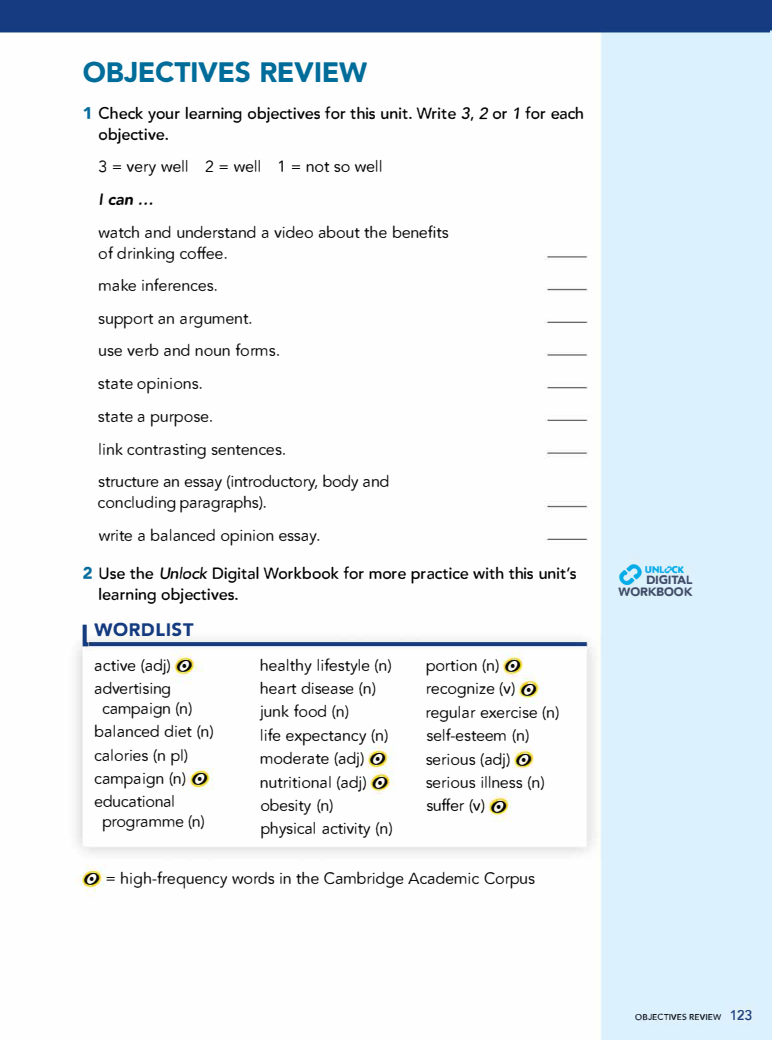 OBJECTIVES REVIEW
1 Check your learning objectives for this unit. Write 3, 2 or 1 for each
objective.
3 = very well 2 = well 1 = not so well
I can ...
watch and understand a video about the benefits
of drinking coffee.
make inferences.
support an argument.
use verb and noun forms.
state opinions.
state a purpose.
link contrasting sentences.
structure an essay (introductory, body and
concluding paragraphs).
write a balanced opinion essay.
2 Use the Unlock Digital Workbook for more practice with this unit's
learning objectives.
UNLOCK
DIGITAL
WORKBOOK
WORDLIST
active (adj)
advertising
campaign (n)
balanced diet (n)
calories (n pl)
campaign (n)
educational
programme (n)
healthy lifestyle (n)
heart disease (n)
junk food (n)
life expectancy (n)
moderate (adj)
nutritional (adj)
obesity (n)
physical activity (n)
portion (n)
recognize (v)
regular exercise (n)
self-esteem (n)
serious (adj)
serious illness (n)
suffer (v)
= high-frequency words in the Cambridge Academic Corpus
OBJECTIVES REVIEW 123